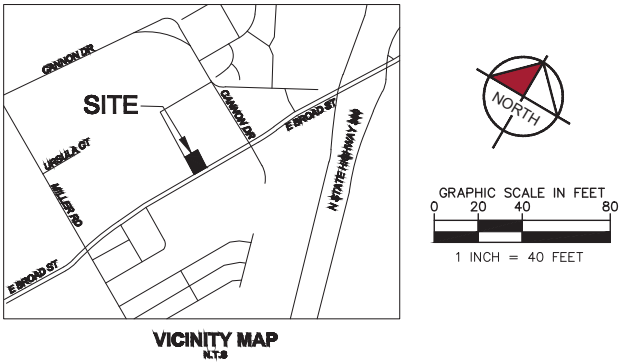 CANNON DR
SITE
CANNON DR
E BROAD ST
URSULA CT
MILLER RD
N STATE HIGHWAY
E BROAD ST
VICINITY MAP
N.T.S
NORTH
GRAPHIC SCALE IN FEET
0 20 40 80
1 INCH = 40 FEET